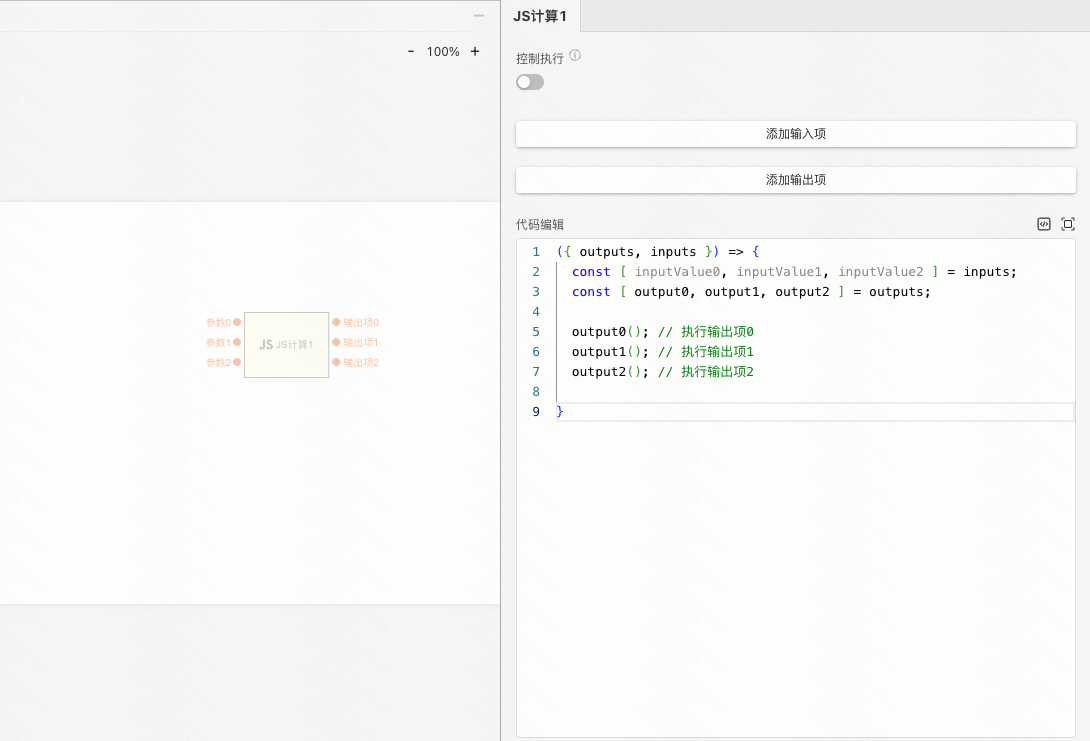 - 100% +
参数0 输出项0
参数1 JS JS计算1 输出项1
参数2 输出项2
JS计算1
控制执行
添加输入项
添加输出项
代码编辑
1 ({ outputs, inputs }) => {
2 const [ inputValue0, inputValue1, inputValue2 ] = inputs;
3 const [ output0, output1, output2 ] = outputs;
4
5 output0(); // 执行输出项0
6 output1(); // 执行输出项1
7 output2(); // 执行输出项2
8
9 }